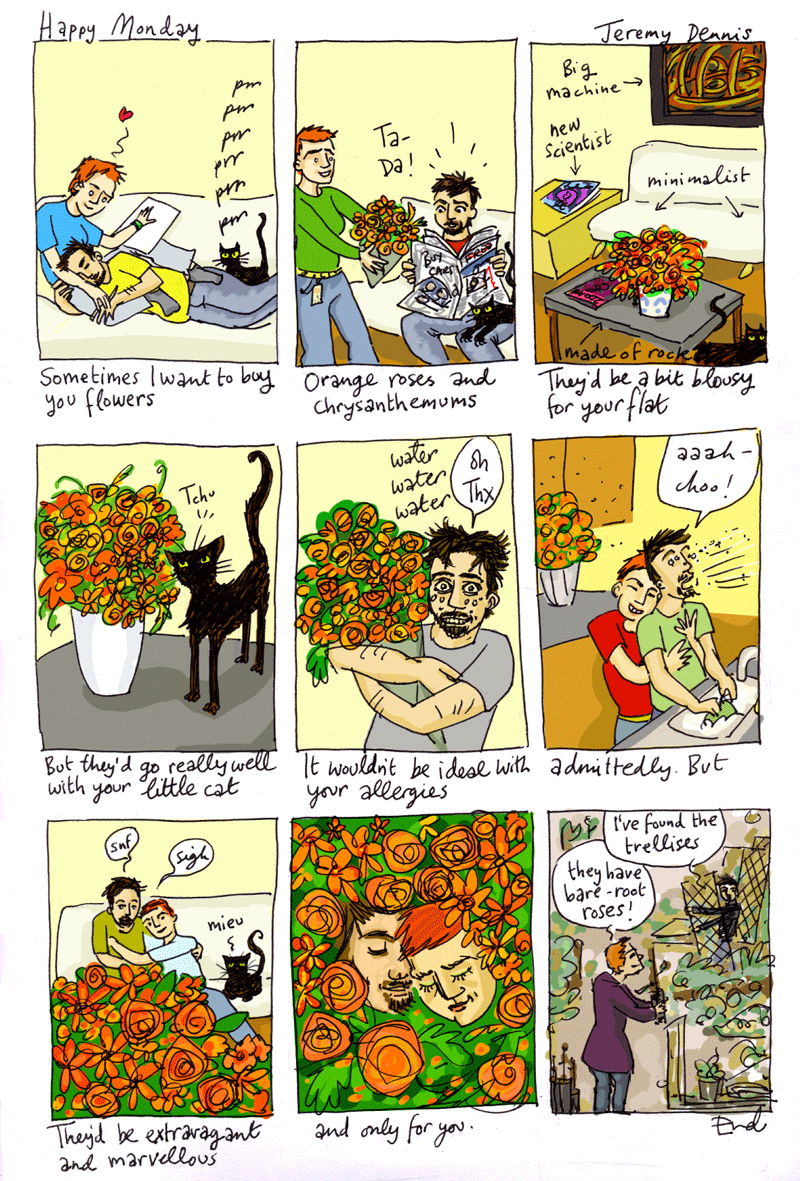 Happy Monday
Jeremy Dennis
prr
prr
prr
prr
prr
prr
Sometimes I want to buy
you flowers
Ta-
Da!
BUY
CARS
Orange roses and
chrysanthemums
Big
machine
new
scientist
minimalist
made of rock
They'd be a bit blousy
for your flat
Tchu
But they'd go really well
with your little cat
water
water
water
oh
Thx
It wouldn't be ideal with
your allergies
aaah-
choo!
admittedly. But
snf
sigh
mieu
They'd be extravagant
and marvellous
and only for you.
I've found the
trellises
they have
bare-root
roses!
End